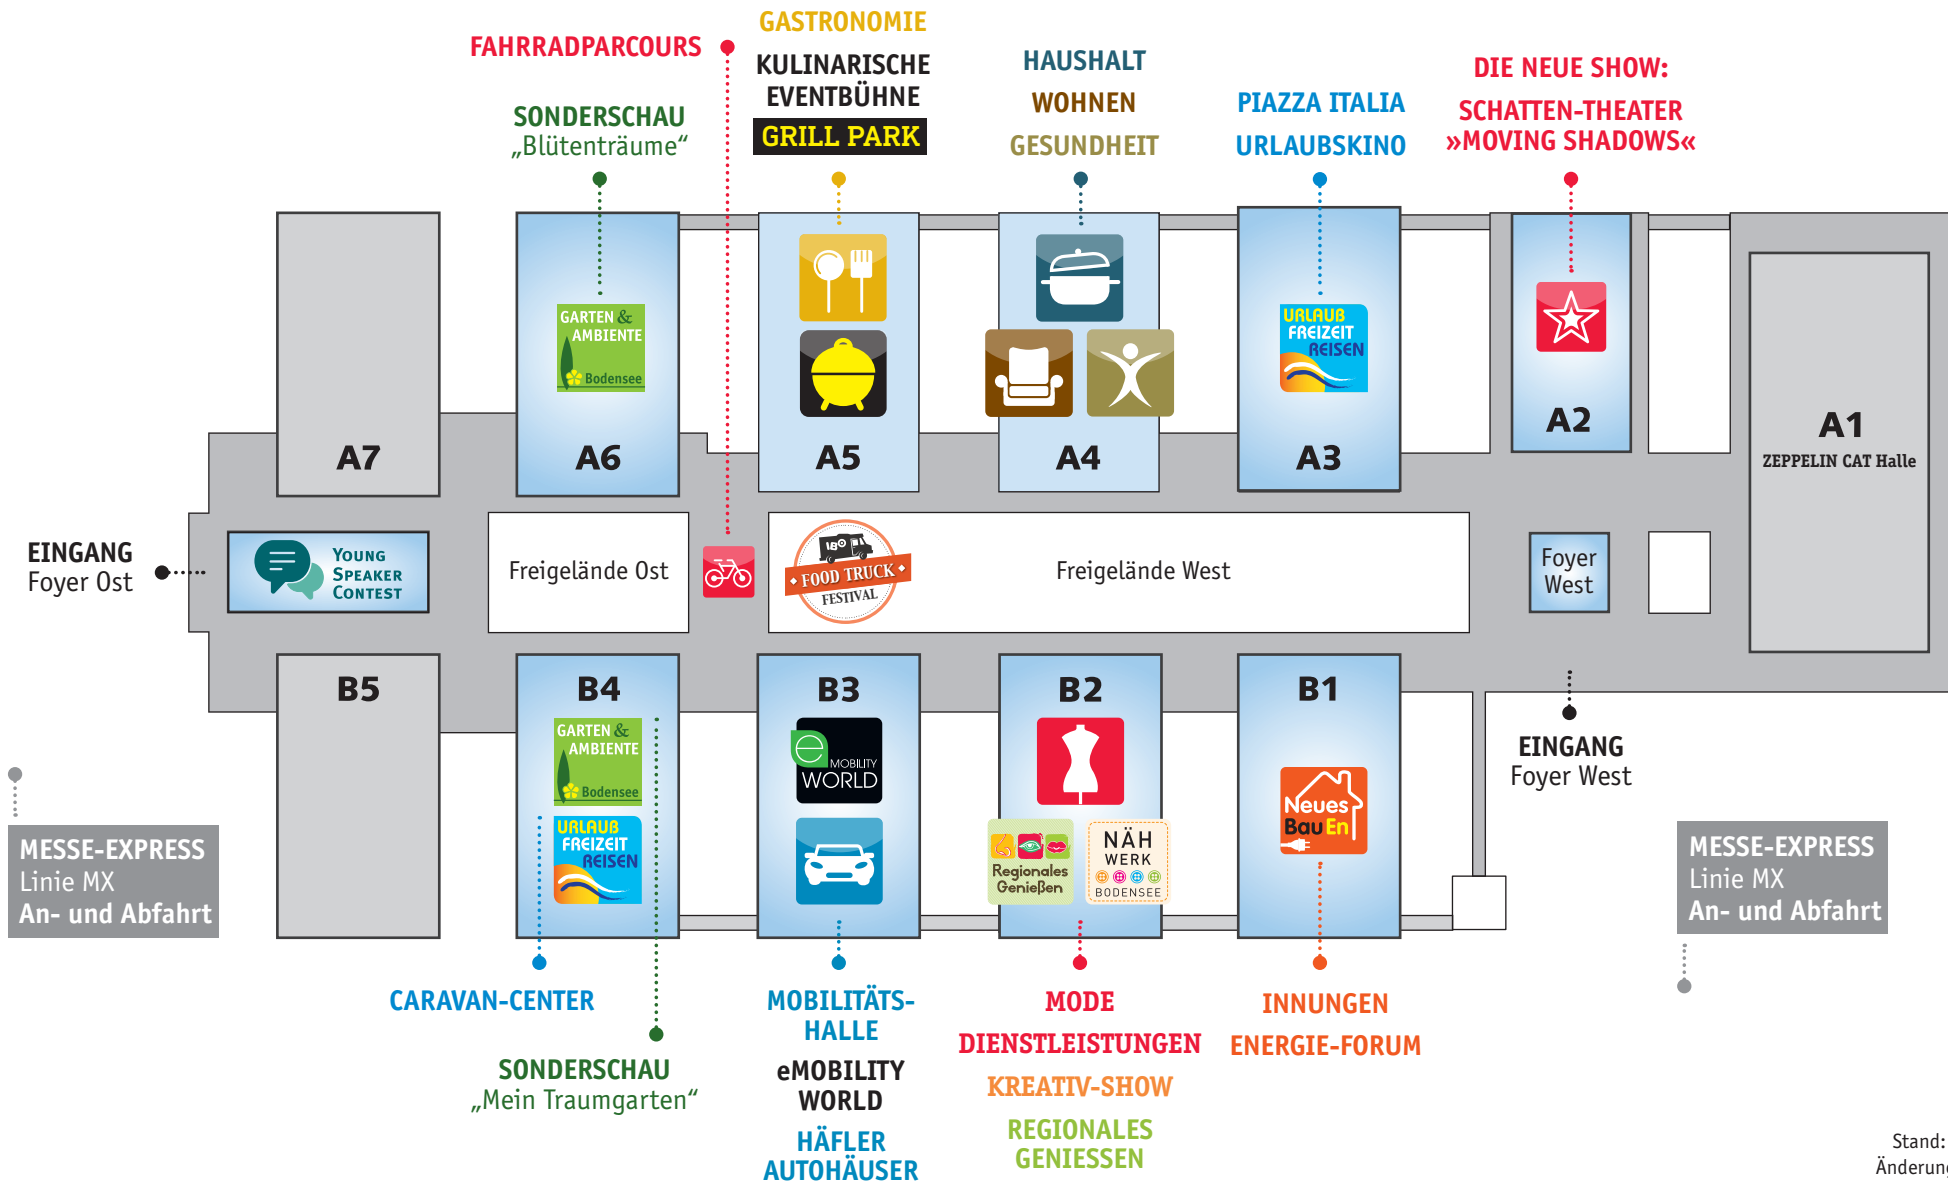 FAHRRADPARCOURS
SONDERSCHAU
„Blütenträume“
GASTRONOMIE
KULINARISCHE
EVENTBÜHNE
GRILL PARK
HAUSHALT
WOHNEN
GESUNDHEIT
PIAZZA ITALIA
URLAUBSKINO
DIE NEUE SHOW:
SCHATTEN-THEATER
»MOVING SHADOWS«
A7
GARTEN &
AMBIENTE
Bodensee
A6
A5
A4
URLAUB
FREIZEIT
REISEN
A3
A2
A1
ZEPPELIN CAT Halle
EINGANG
Foyer Ost
YOUNG
SPEAKER
CONTEST
Freigelände Ost
IBO
FOOD TRUCK
FESTIVAL
Freigelände West
Foyer
West
B5
B4
GARTEN &
AMBIENTE
Bodensee
URLAUB
FREIZEIT
REISEN
B3
e
MOBILITY
WORLD
B2
Regionales
Genießen
NÄH
WERK
BODENSEE
B1
Neues
BauEn
EINGANG
Foyer West
MESSE-EXPRESS
Linie MX
An- und Abfahrt
MESSE-EXPRESS
Linie MX
An- und Abfahrt
CARAVAN-CENTER
SONDERSCHAU
„Mein Traumgarten“
MOBILITÄTS-
HALLE
eMOBILITY
WORLD
HÄFLER
AUTOHÄUSER
MODE
DIENSTLEISTUNGEN
KREATIV-SHOW
REGIONALES
GENIESSEN
INNUNGEN
ENERGIE-FORUM
Stand: